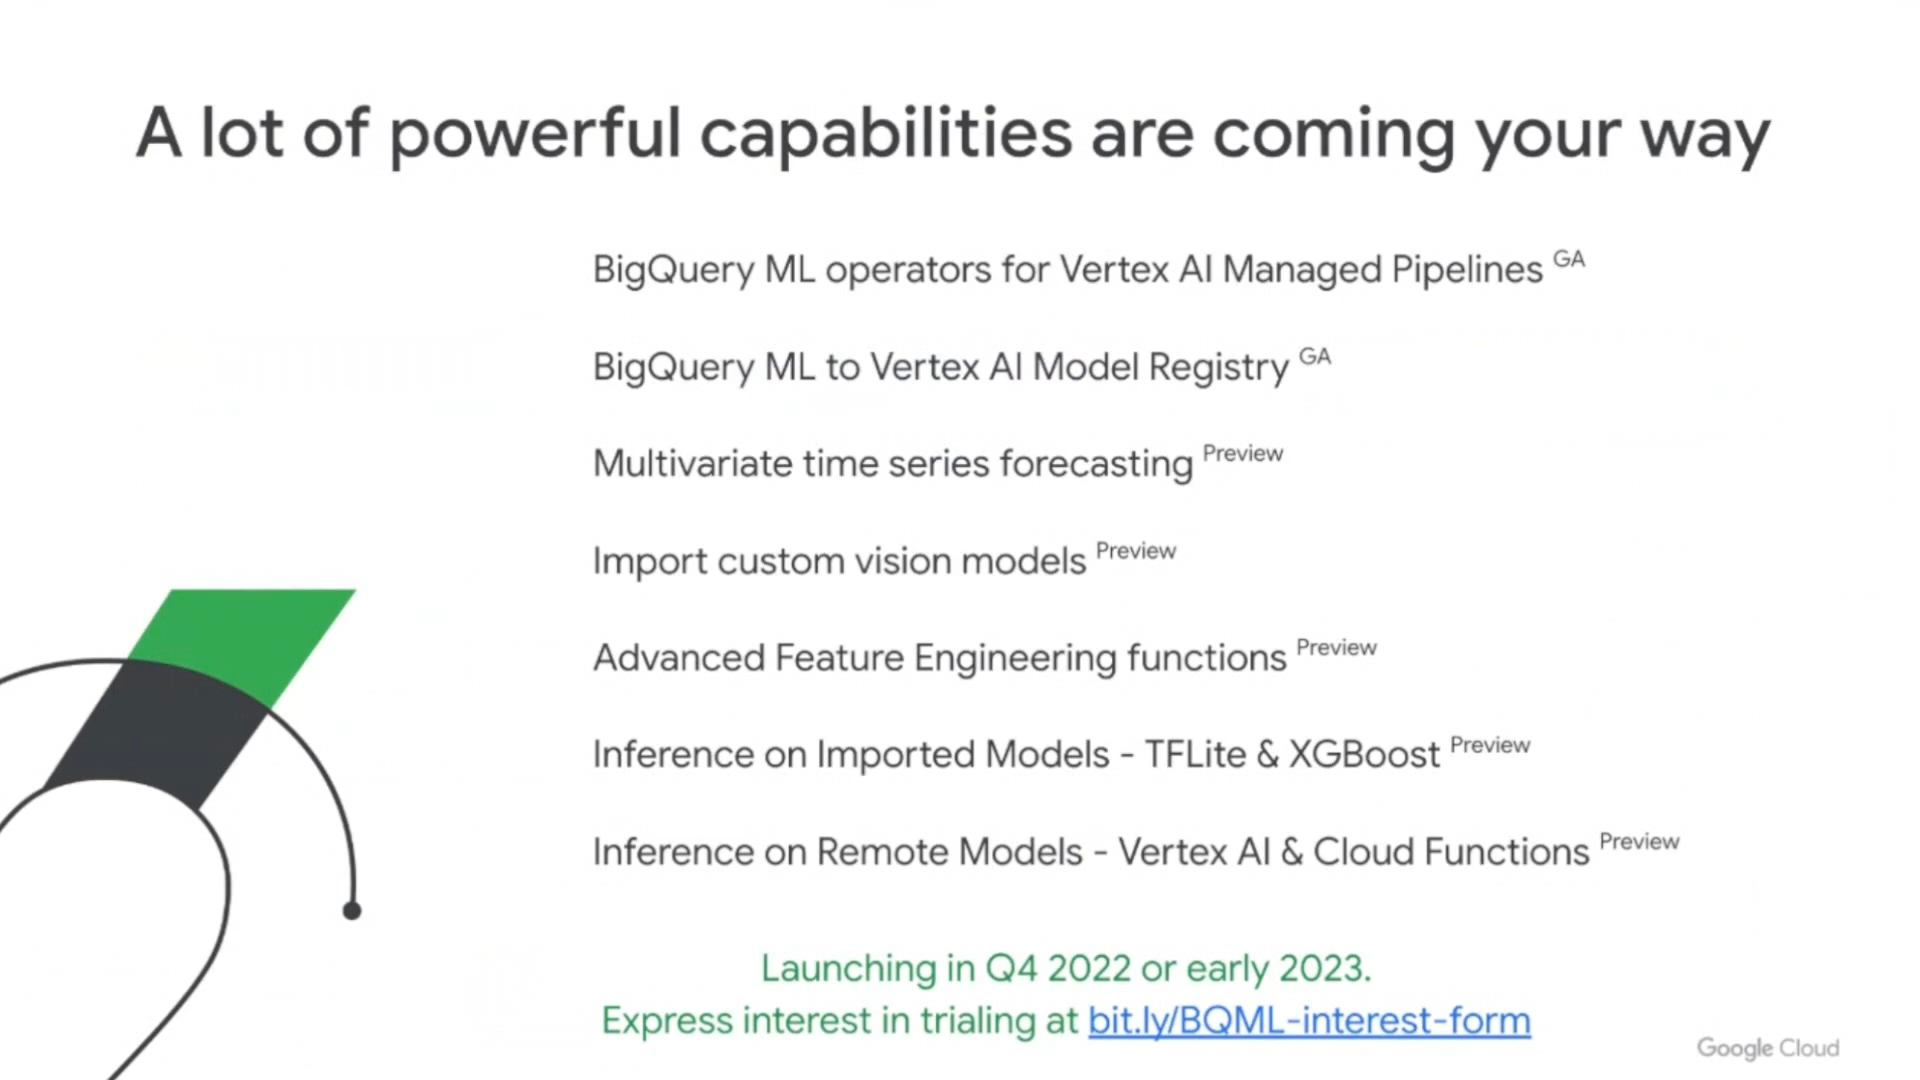 A lot of powerful capabilities are coming your way
BigQuery ML operators for Vertex AI Managed Pipelines GA
BigQuery ML to Vertex AI Model Registry GA
Multivariate time series forecasting Preview
Import custom vision models Preview
Advanced Feature Engineering functions Preview
Inference on Imported Models - TFLite & XGBoost Preview
Inference on Remote Models - Vertex AI & Cloud Functions Preview
Launching in Q4 2022 or early 2023.
Express interest in trialing at bit.ly/BQML-interest-form
Google Cloud